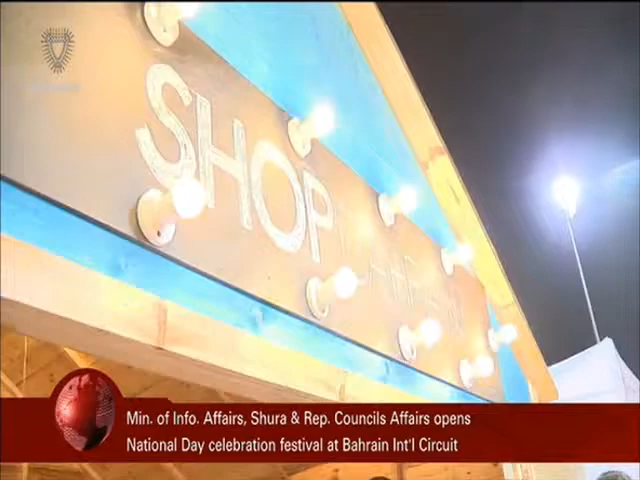 SHOP
Min. of Info. Affairs, Shura & Rep. Councils Affairs opens
National Day celebration festival at Bahrain Int'l Circuit